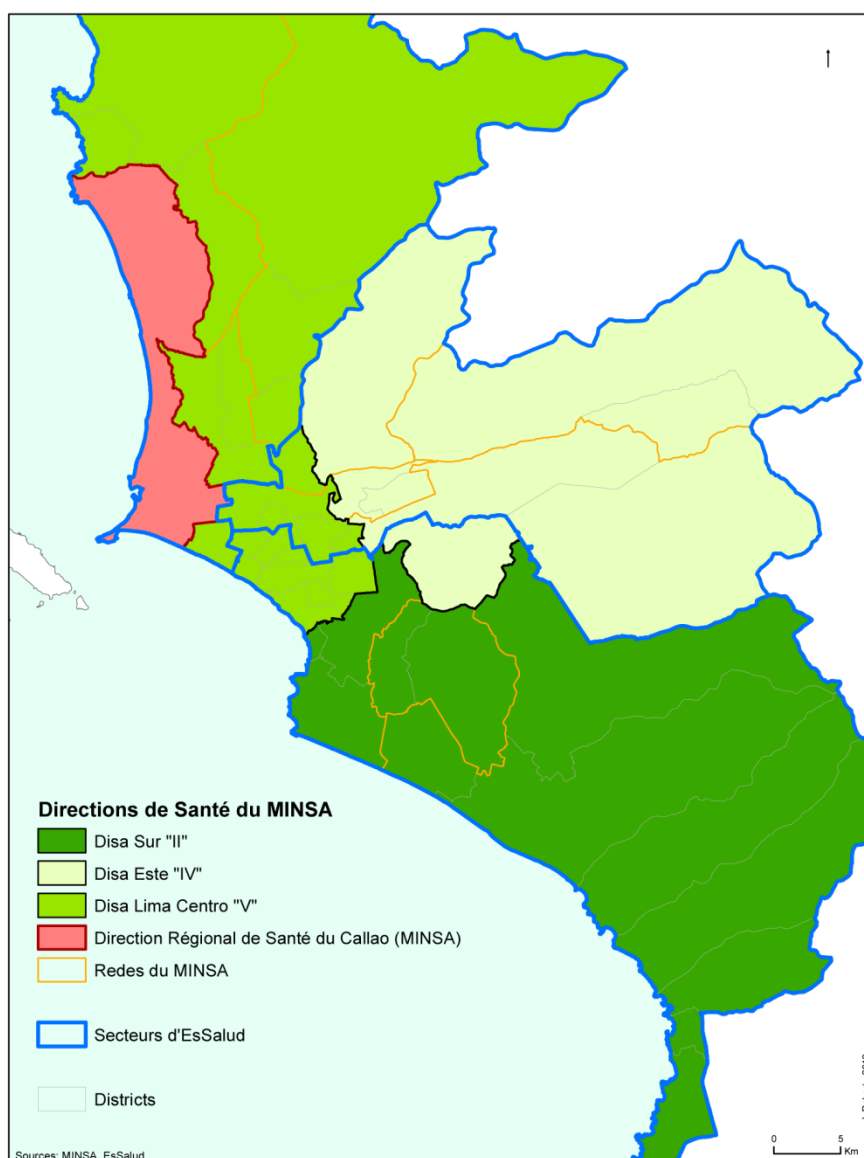 Directions de Santé du MINSA
Disa Sur "II"
Disa Este "IV"
Disa Lima Centro "V"
Direction Régional de Santé du Callao (MINSA)
Redes du MINSA
Secteurs d'EsSalud
Districts
0 5
Km
Sources: MINSA, EsSalud